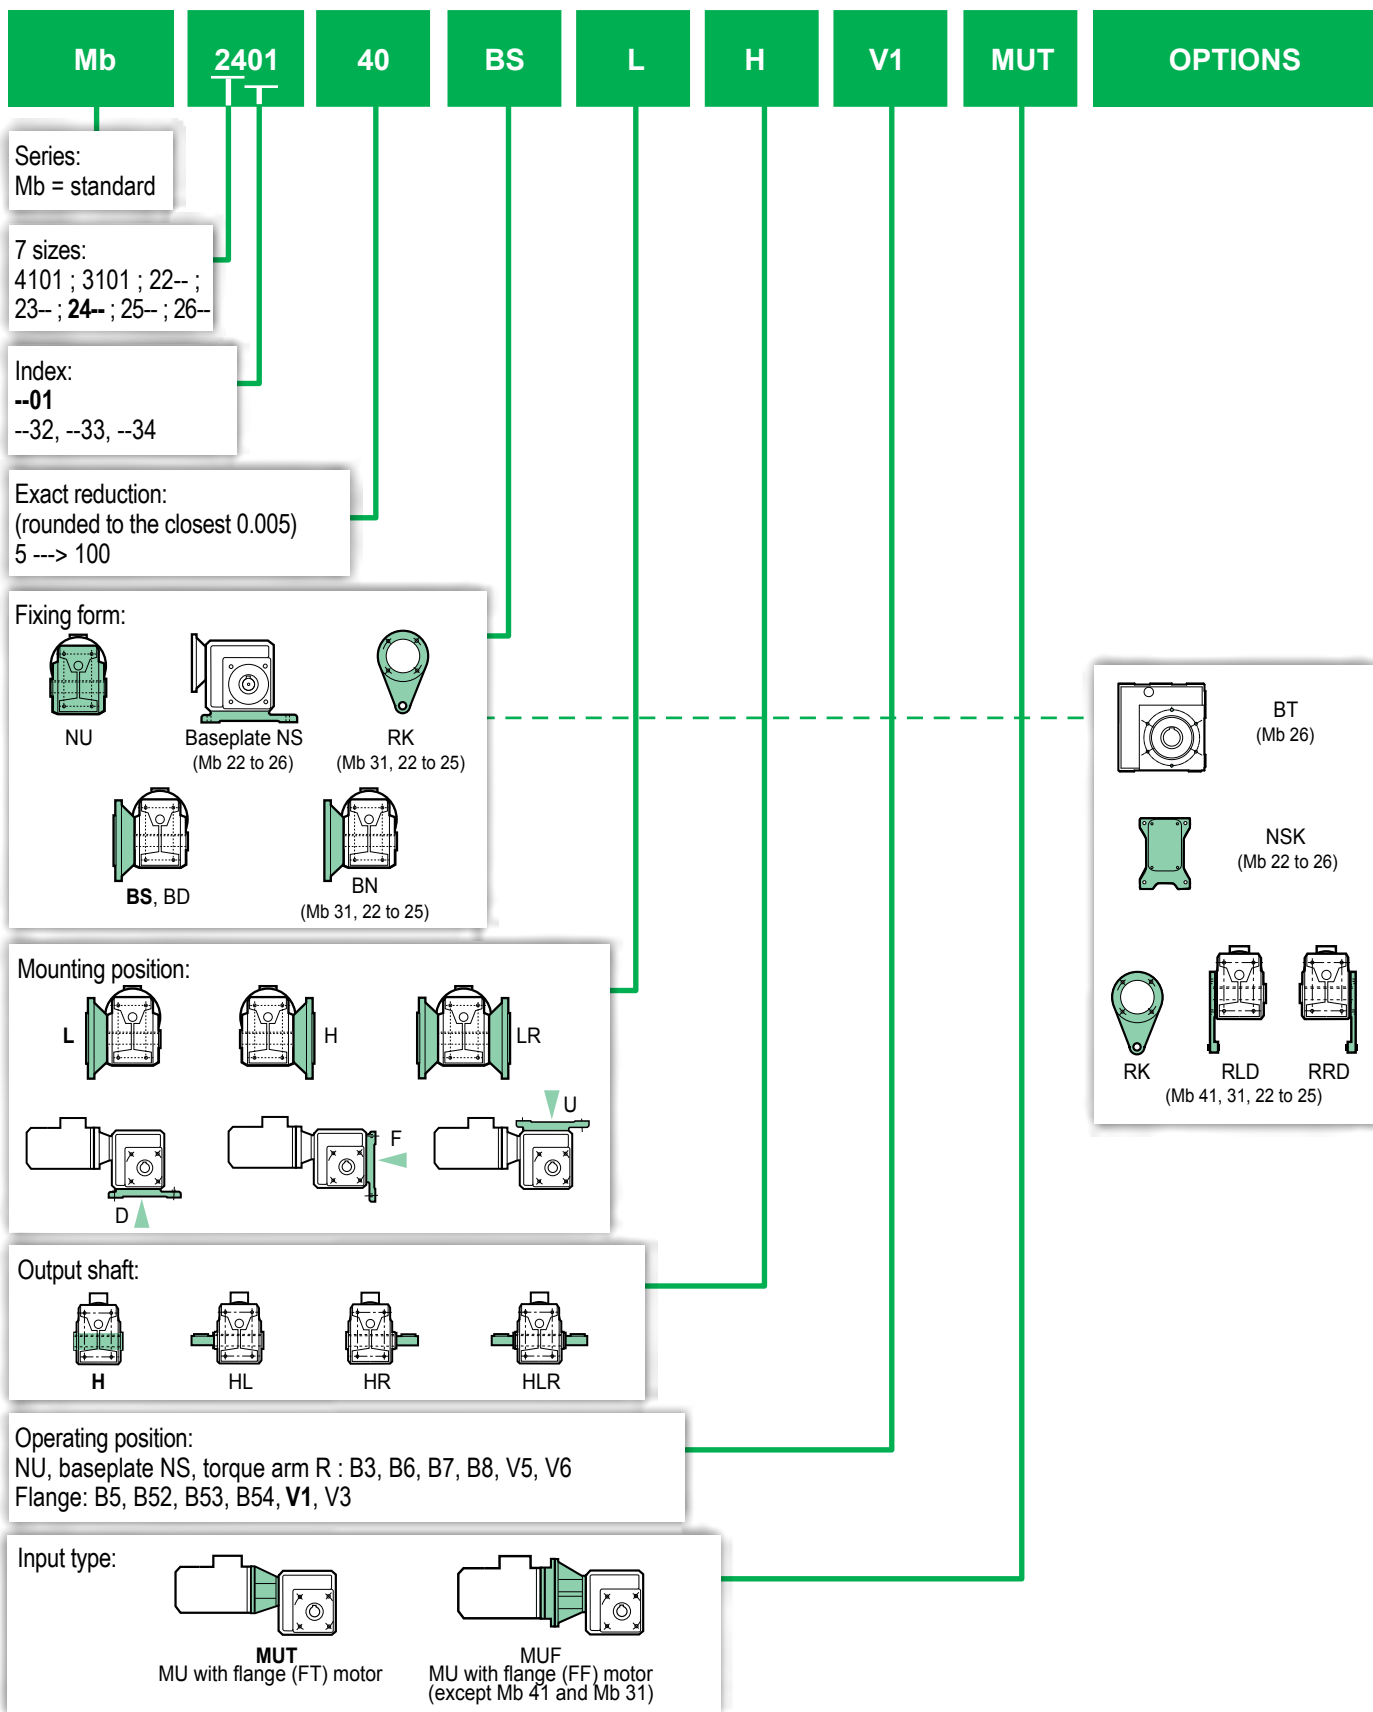 Mb 2401 40 BS L H V1 MUT OPTIONS
Series:
Mb = standard
7 sizes:
4101 ; 3101 ; 22-- ;
23-- ; 24-- ; 25-- ; 26--
Index:
--01
--32, --33, --34
Exact reduction:
(rounded to the closest 0.005)
5 ---> 100
Fixing form:
NU
Baseplate NS
(Mb 22 to 26)
RK
(Mb 31, 22 to 25)
BS, BD
BN
(Mb 31, 22 to 25)
BT
(Mb 26)
NSK
(Mb 22 to 26)
RK RLD RRD
(Mb 41, 31, 22 to 25)
Mounting position:
L
H
LR
D
F
U
Output shaft:
H HL HR HLR
Operating position:
NU, baseplate NS, torque arm R : B3, B6, B7, B8, V5, V6
Flange: B5, B52, B53, B54, V1, V3
Input type:
MUT
MU with flange (FT) motor
MUF
MU with flange (FF) motor
(except Mb 41 and Mb 31)